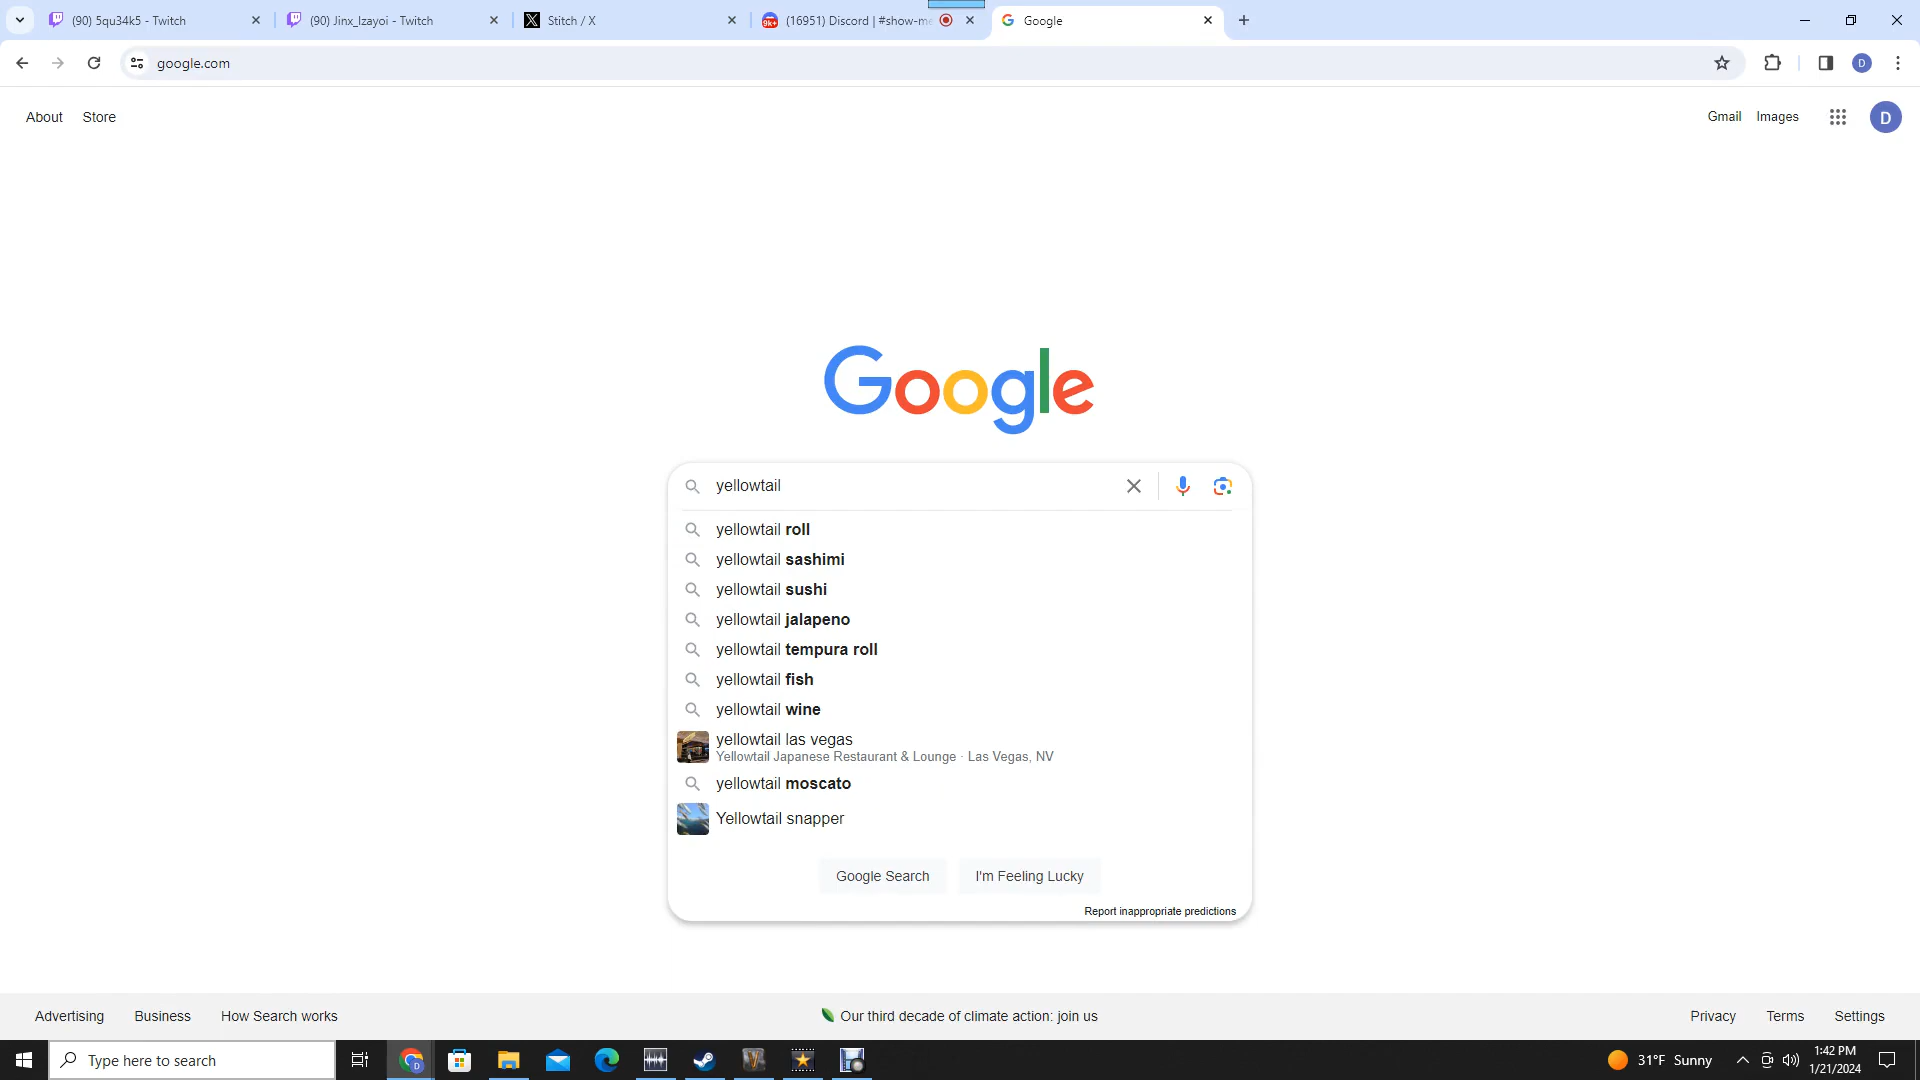 (90) 5qu34k5 - Twitch
(90) Jinx_Izayoi - Twitch
Stitch / X
9k+
(16951) Discord | #show-me
Google
google.com
D
About
Store
Gmail
Images
D
Google
yellowtail
yellowtail roll
yellowtail sashimi
yellowtail sushi
yellowtail jalapeno
yellowtail tempura roll
yellowtail fish
yellowtail wine
yellowtail las vegas
Yellowtail Japanese Restaurant & Lounge · Las Vegas, NV
yellowtail moscato
Yellowtail snapper
Google Search
I'm Feeling Lucky
Report inappropriate predictions
Advertising
Business
How Search works
Our third decade of climate action: join us
Privacy
Terms
Settings
Type here to search
D
31°F Sunny
1:42 PM
1/21/2024